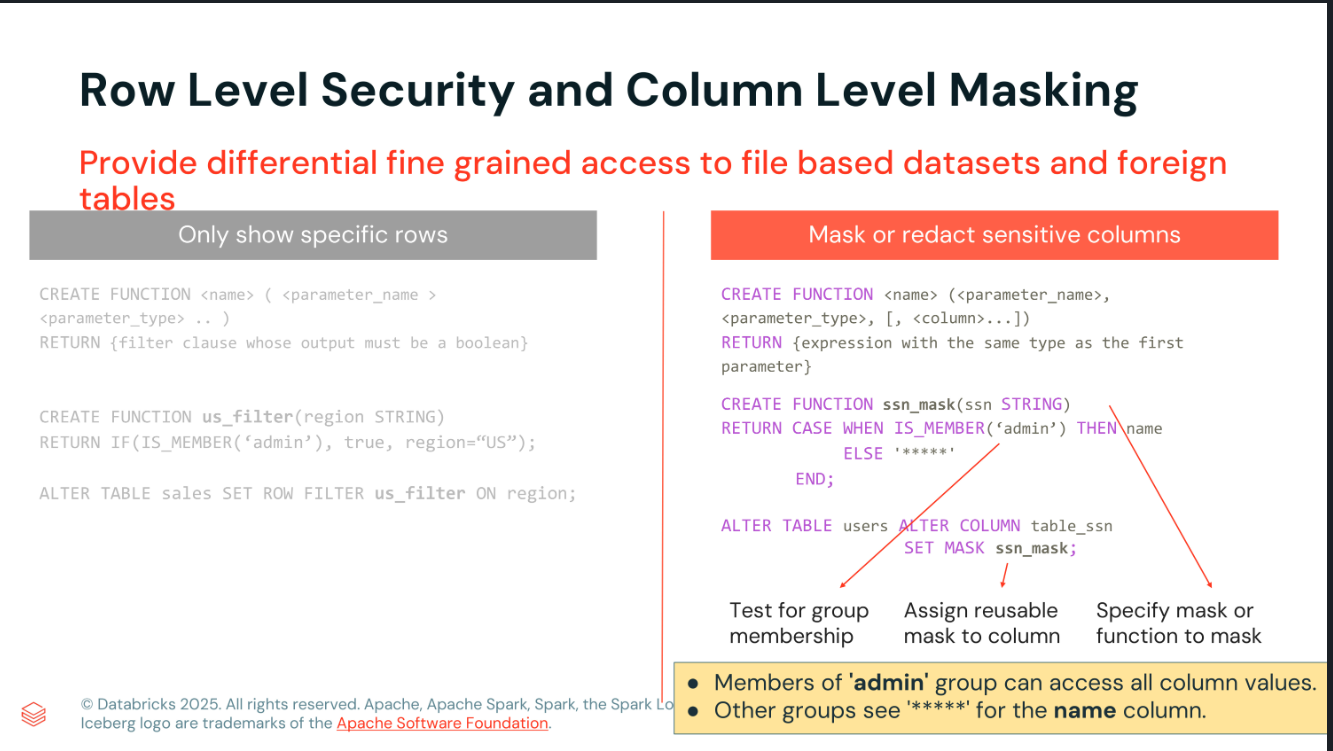 Row Level Security and Column Level Masking
Provide differential fine grained access to file based datasets and foreign
tables
Only show specific rows
CREATE FUNCTION <name> ( <parameter_name >
<parameter_type> .. )
RETURN {filter clause whose output must be a boolean}
CREATE FUNCTION us_filter(region STRING)
RETURN IF(IS_MEMBER(‘admin’), true, region=“US”);
ALTER TABLE sales SET ROW FILTER us_filter ON region;
Mask or redact sensitive columns
CREATE FUNCTION <name> (<parameter_name>,
<parameter_type>, [, <column>...])
RETURN {expression with the same type as the first
parameter}
CREATE FUNCTION ssn_mask(ssn STRING)
RETURN CASE WHEN IS_MEMBER(‘admin’) THEN name
ELSE '*****'
END;
ALTER TABLE users ALTER COLUMN table_ssn
SET MASK ssn_mask;
Test for group
membership
Assign reusable
mask to column
Specify mask or
function to mask
● Members of 'admin' group can access all column values.
● Other groups see '*****' for the name column.
© Databricks 2025. All rights reserved. Apache, Apache Spark, Spark, the Spark Lo
Iceberg logo are trademarks of the Apache Software Foundation.